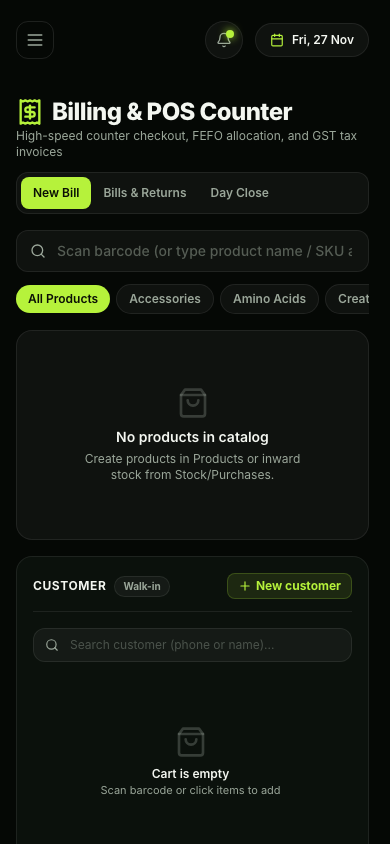 Fri, 27 Nov
Billing & POS Counter
High-speed counter checkout, FEFO allocation, and GST tax
invoices
New Bill
Bills & Returns
Day Close
Scan barcode (or type product name / SKU
All Products
Accessories
Amino Acids
No products in catalog
Create products in Products or inward
stock from Stock/Purchases.
CUSTOMER
Walk-in
New customer
Search customer (phone or name)...
Cart is empty
Scan barcode or click items to add